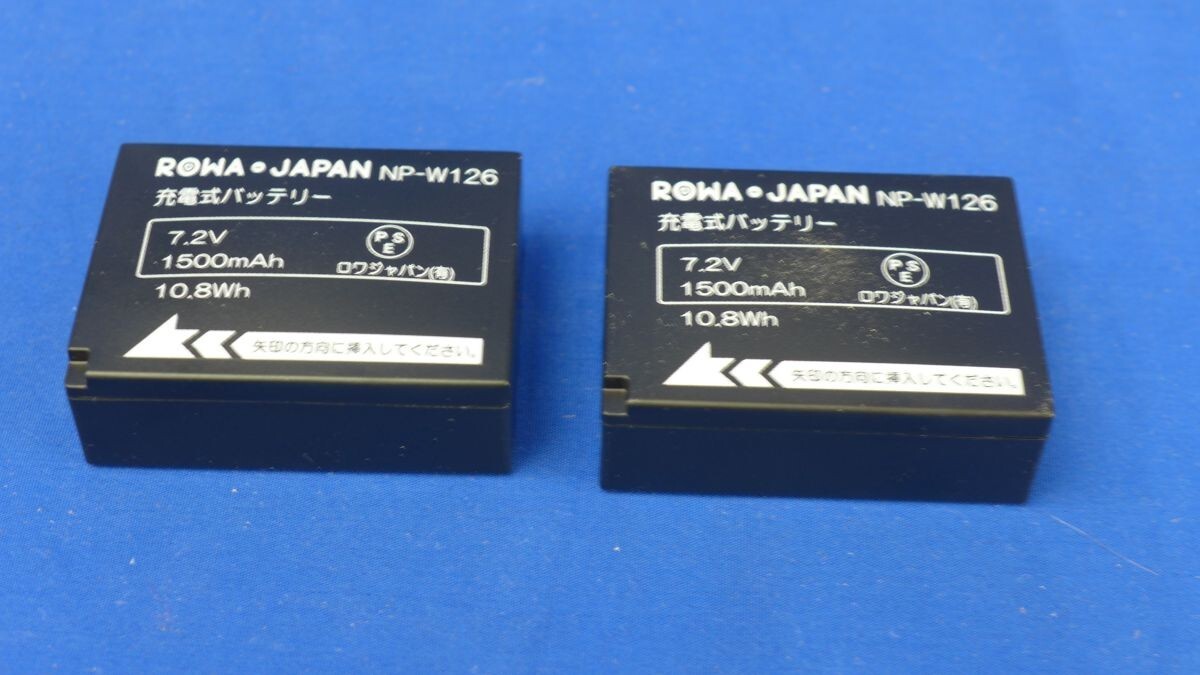 ROWA JAPAN NP-W126
充電式バッテリー
7.2V
1500mAh
PSE
ロワジャパン(有)
10.8Wh
矢印の方向に挿入してください。
ROWA JAPAN NP-W126
充電式バッテリー
7.2V
1500mAh
PSE
ロワジャパン(有)
10.8Wh
矢印の方向に挿入してください。